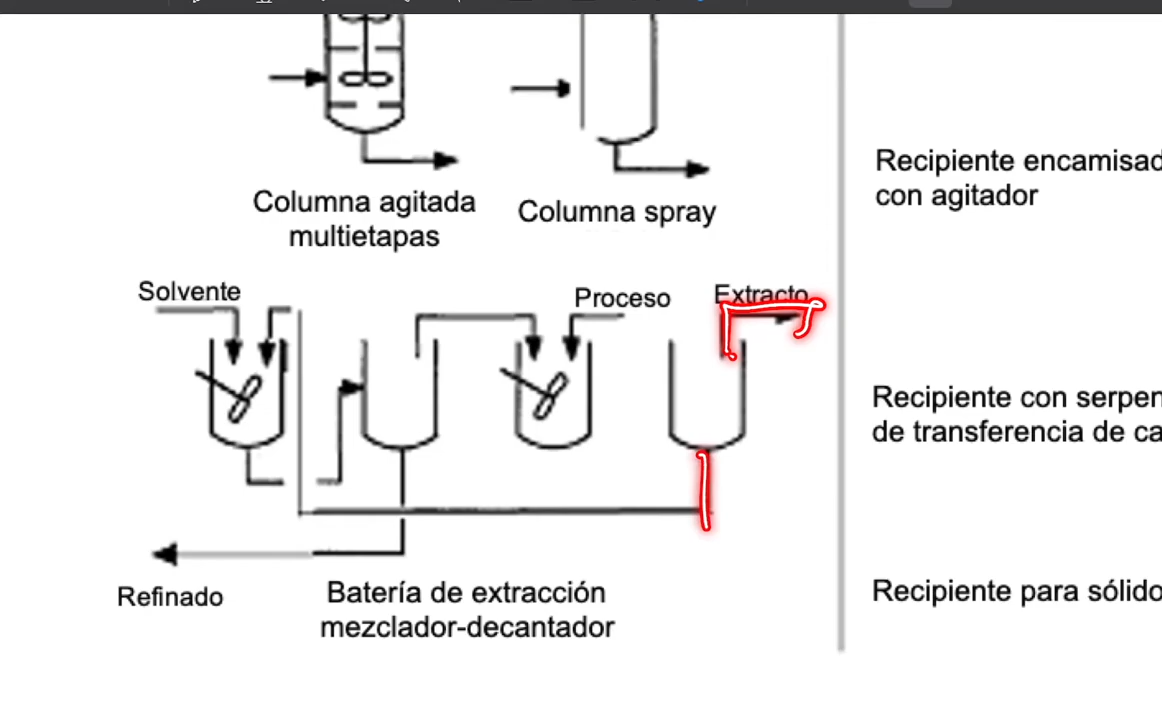 Columna agitada
multietapas
Columna spray
Solvente
Proceso
Extracto
Refinado
Batería de extracción
mezclador-decantador
Recipiente encamisad
con agitador
Recipiente con serpen
de transferencia de ca
Recipiente para sólido